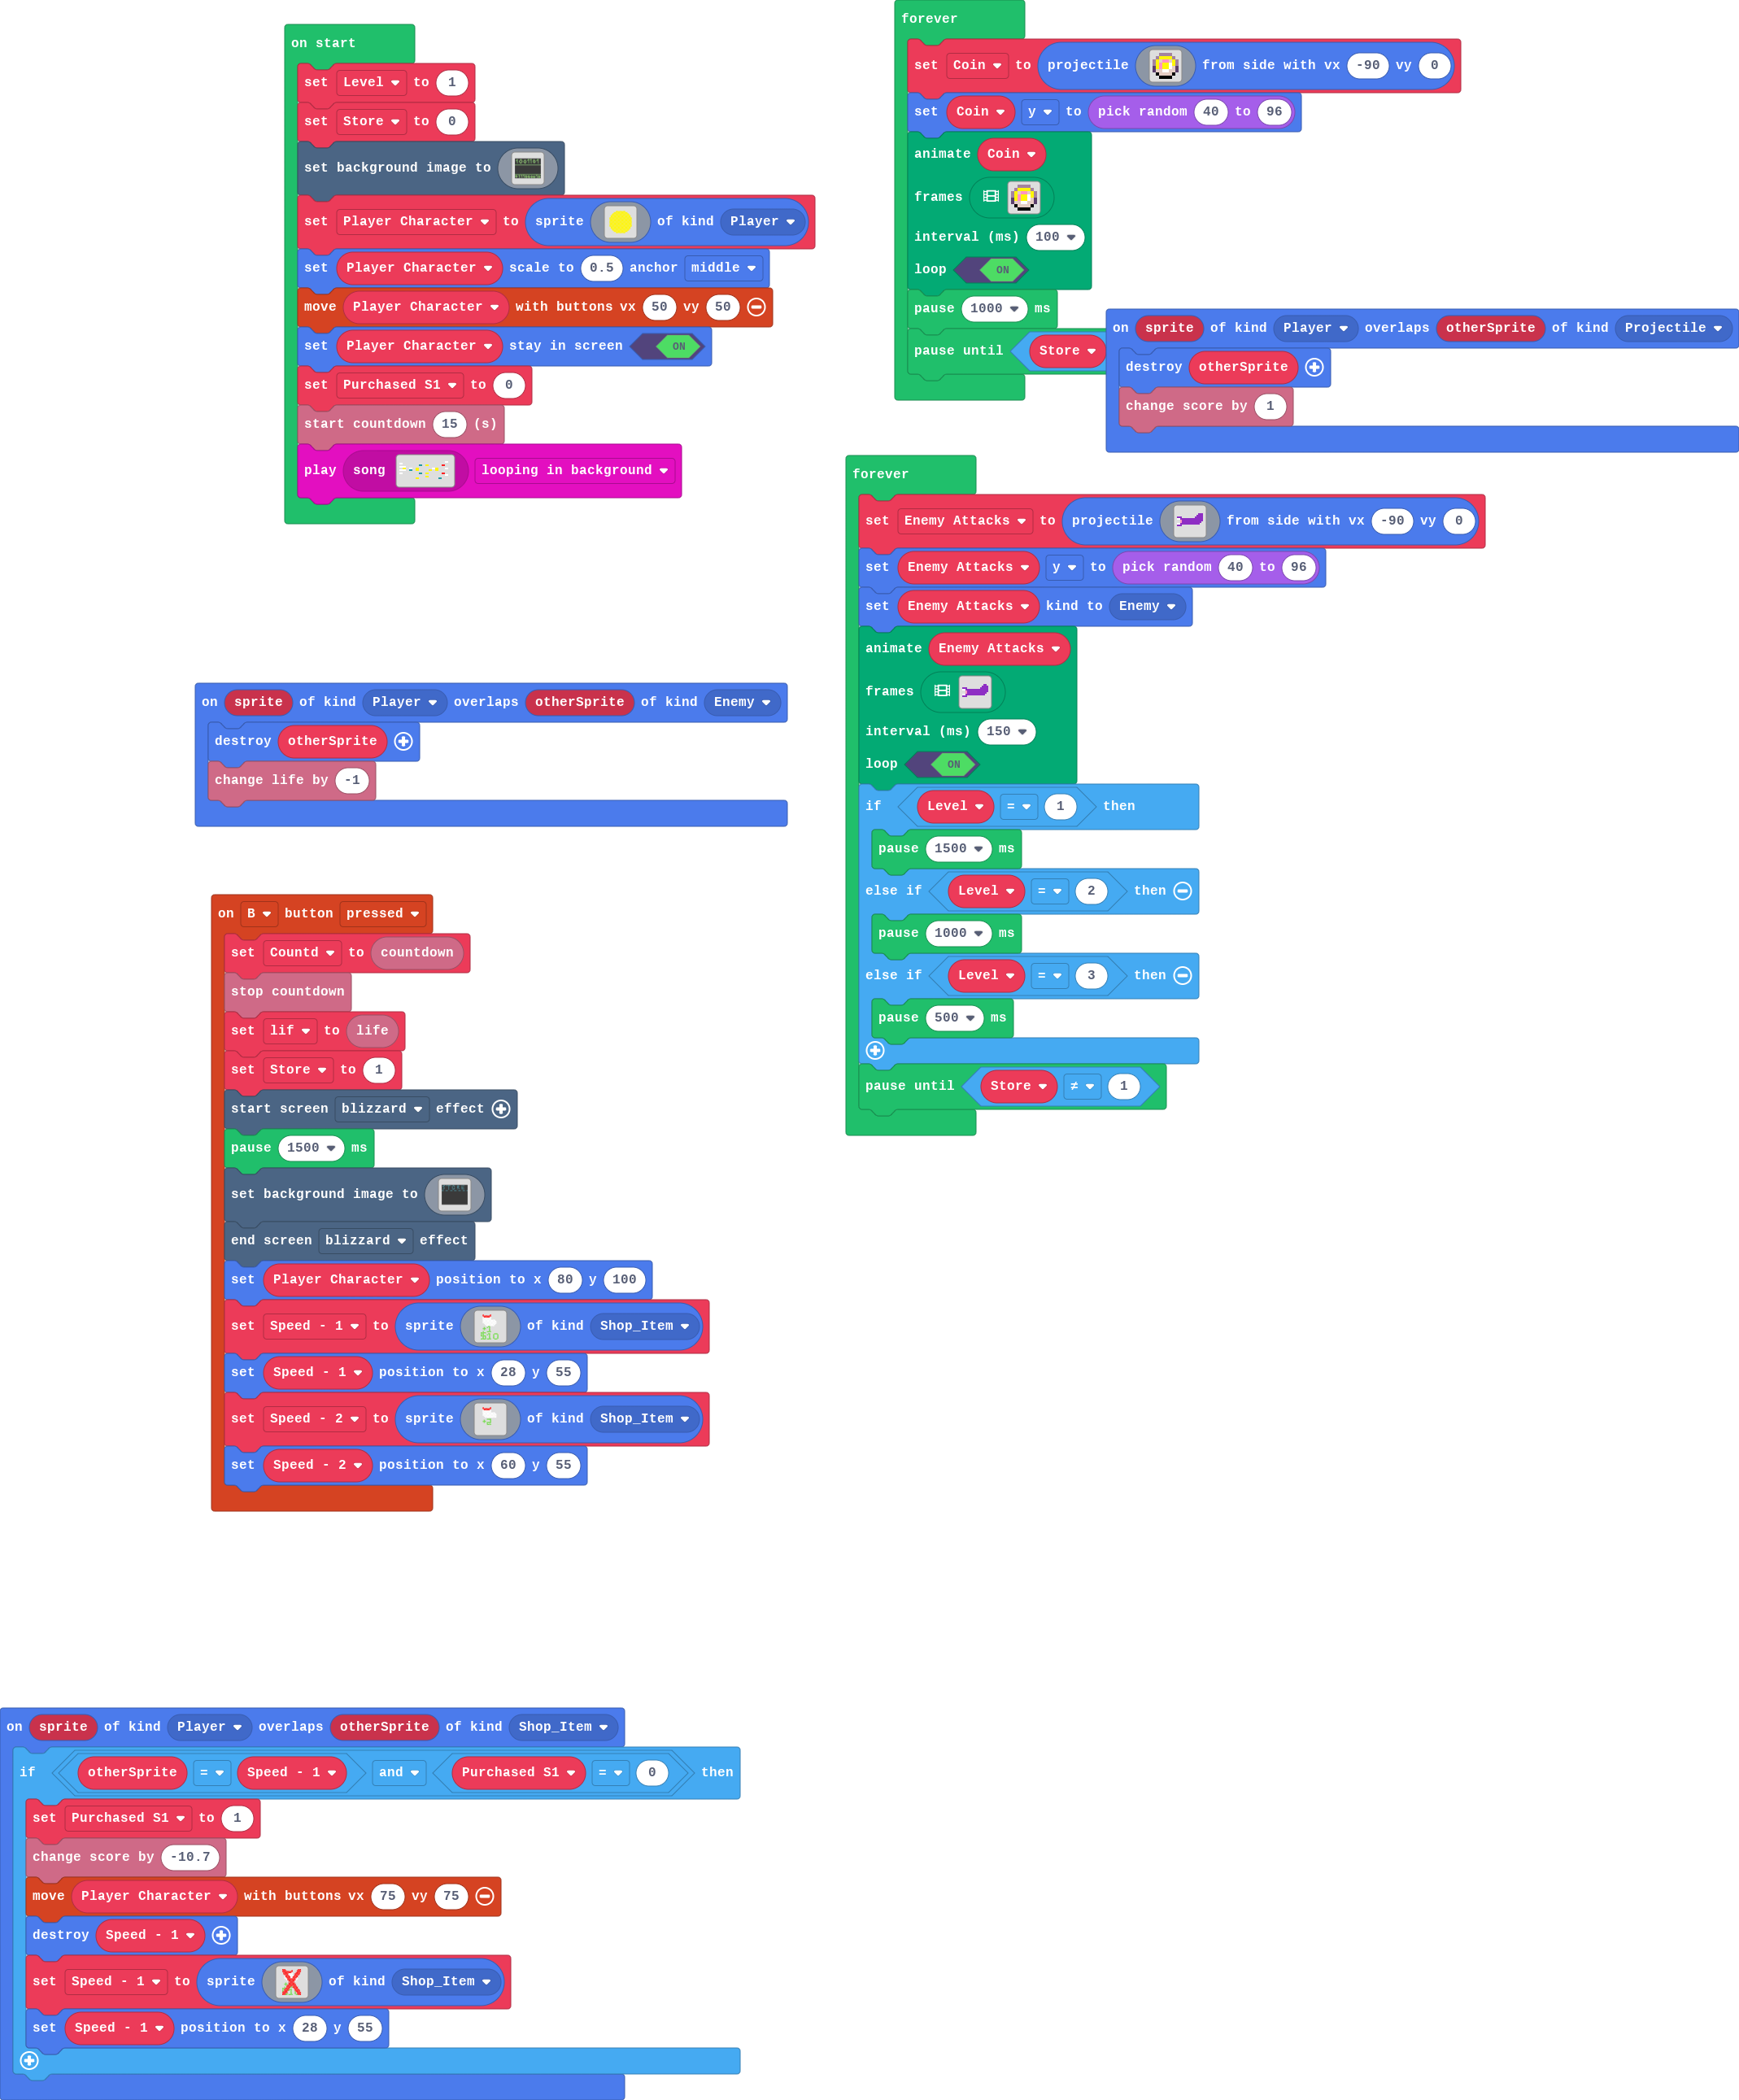 on start
set Level to 1
set Store to 0
set background image to
set Player Character to sprite of kind Player
set Player Character scale to 0.5 anchor middle
move Player Character with buttons vx 50 vy 50
set Player Character stay in screen ON
set Purchased S1 to 0
start countdown 15 (s)
play song looping in background
forever
set Coin to projectile from side with vx -90 vy 0
set Coin y to pick random 40 to 96
animate Coin
frames
interval (ms) 100
loop ON
pause 1000 ms
pause until Store
on sprite of kind Player overlaps otherSprite of kind Projectile
destroy otherSprite
change score by 1
forever
set Enemy Attacks to projectile from side with vx -90 vy 0
set Enemy Attacks y to pick random 40 to 96
set Enemy Attacks kind to Enemy
animate Enemy Attacks
frames
interval (ms) 150
loop ON
if Level = 1 then
pause 1500 ms
else if Level = 2 then
pause 1000 ms
else if Level = 3 then
pause 500 ms
pause until Store ≠ 1
on sprite of kind Player overlaps otherSprite of kind Enemy
destroy otherSprite
change life by -1
on B button pressed
set Countd to countdown
stop countdown
set lif to life
set Store to 1
start screen blizzard effect
pause 1500 ms
set background image to
end screen blizzard effect
set Player Character position to x 80 y 100
set Speed - 1 to sprite of kind Shop_Item
set Speed - 1 position to x 28 y 55
set Speed - 2 to sprite of kind Shop_Item
set Speed - 2 position to x 60 y 55
on sprite of kind Player overlaps otherSprite of kind Shop_Item
if otherSprite = Speed - 1 and Purchased S1 = 0 then
set Purchased S1 to 1
change score by -10.7
move Player Character with buttons vx 75 vy 75
destroy Speed - 1
set Speed - 1 to sprite of kind Shop_Item
set Speed - 1 position to x 28 y 55